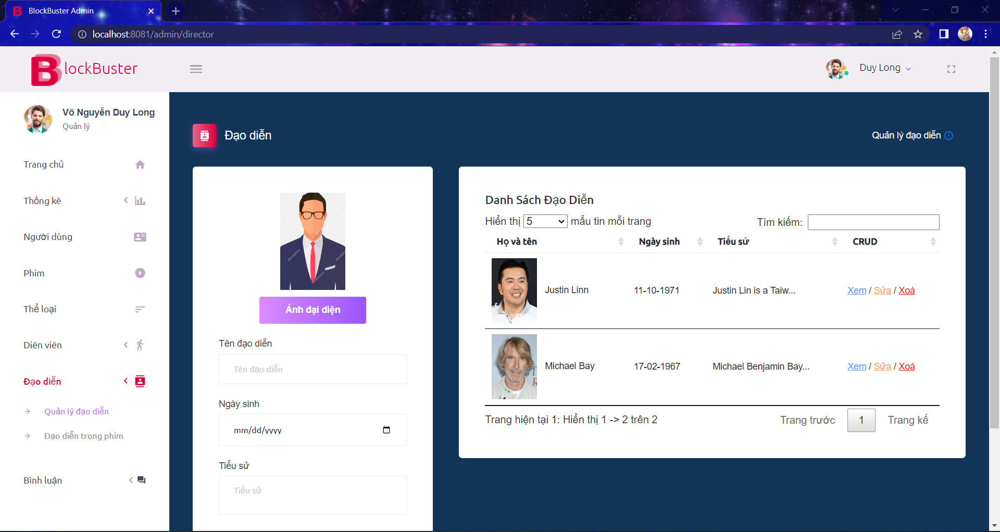 BlockBuster Admin
localhost:8081/admin/director
BlockBuster
Duy Long
Võ Nguyễn Duy Long
Quản lý
Trang chủ
Thống kê
Người dùng
Phim
Thể loại
Diên viên
Đạo diễn
Quản lý đạo diễn
Đạo diễn trong phim
Bình luận
Đạo diễn
Quản lý đạo diễn
Ảnh đại diện
Tên đạo diễn
Tên đạo diễn
Ngày sinh
mm/dd/yyyy
Tiểu sử
Tiểu sử
Danh Sách Đạo Diễn
Hiển thị 5 mẩu tin mỗi trang
Tìm kiếm:
Họ và tên Ngày sinh Tiểu sử CRUD
Justin Linn 11-10-1971 Justin Lin is a Taiw... Xem / Sửa / Xoá
Michael Bay 17-02-1967 Michael Benjamin Bay... Xem / Sửa / Xoá
Trang hiện tại 1: Hiển thị 1 -> 2 trên 2
Trang trước 1 Trang kế